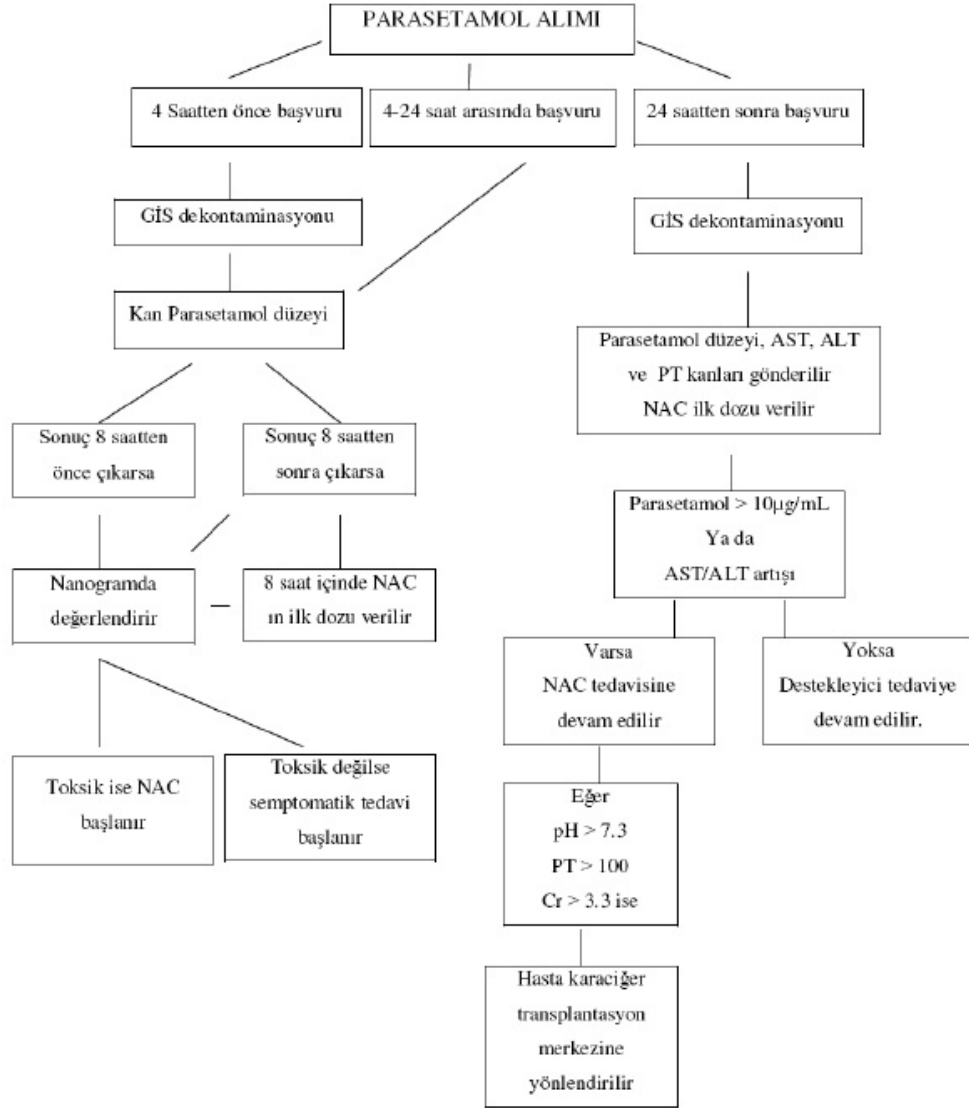 PARASETAMOL ALIMI
4 Saatten önce başvuru
4-24 saat arasında başvuru
24 saatten sonra başvuru
GİS dekontaminasyonu
GİS dekontaminasyonu
Kan Parasetamol düzeyi
Parasetamol düzeyi, AST, ALT
ve PT kanları gönderilir
NAC ilk dozu verilir
Sonuç 8 saatten
önce çıkarsa
Sonuç 8 saatten
sonra çıkarsa
Parasetamol > 10µg/mL
Ya da
AST/ALT artişi
Nanogramda
değerlendirir
8 saat içinde NAC
ın ilk dozu verilir
Varsa
NAC tedavisine
devam edilir
Yoksa
Destekleyici tedaviye
devam edilir.
Toksik ise NAC
başlanır
Toksik değilse
semptomatik tedavi
başlanır
Eğer
pH > 7.3
PT > 100
Cr > 3.3 ise
Hasta karaciğer
transplantasyon
merkezine
yönlendirilir